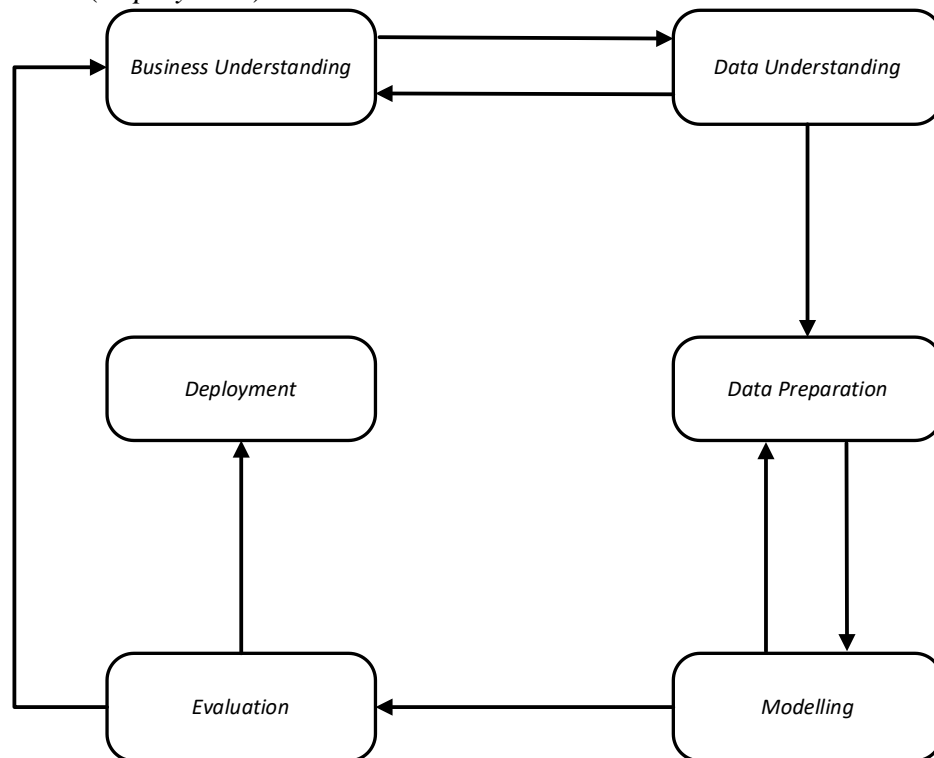 Business Understanding
Data Understanding
Deployment
Data Preparation
Evaluation
Modelling